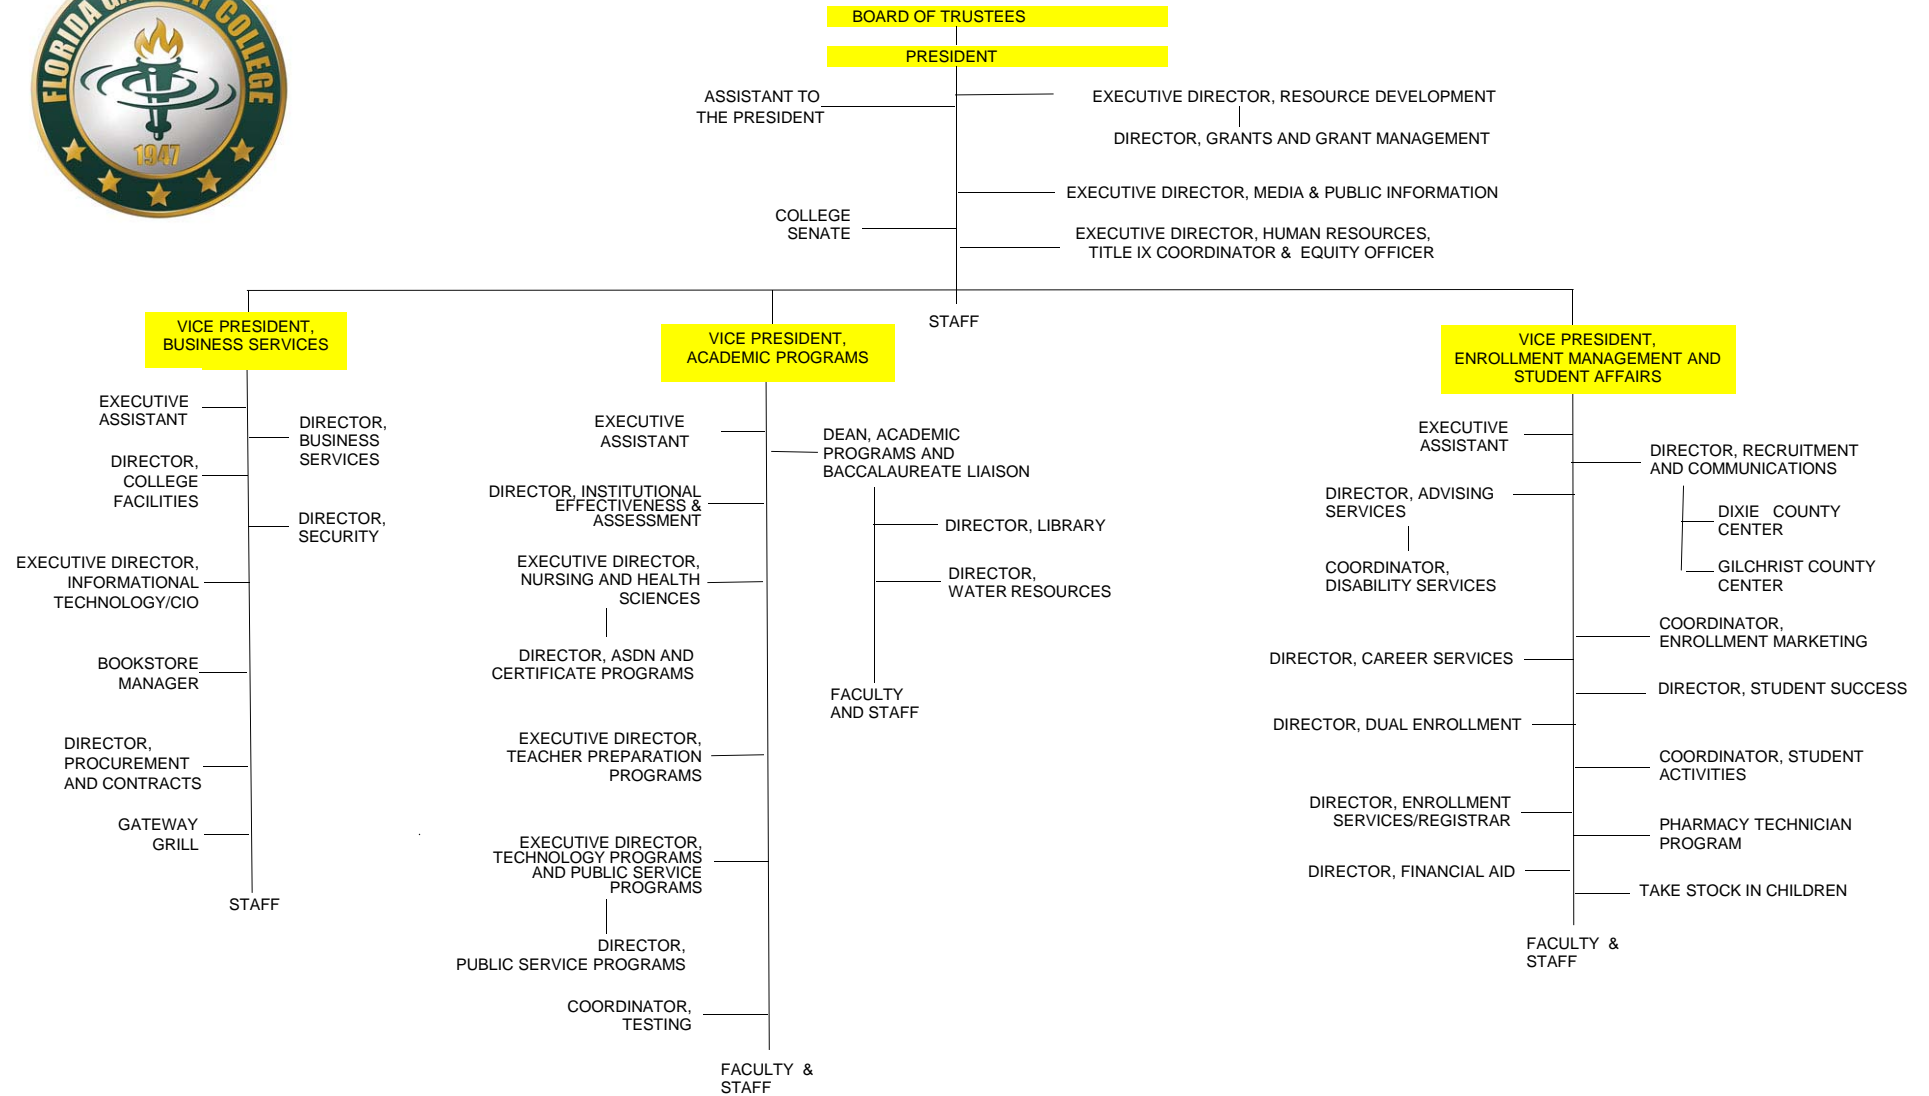 FLORIDA GATEWAY COLLEGE
1947
BOARD OF TRUSTEES
PRESIDENT
ASSISTANT TO
THE PRESIDENT
EXECUTIVE DIRECTOR, RESOURCE DEVELOPMENT
DIRECTOR, GRANTS AND GRANT MANAGEMENT
EXECUTIVE DIRECTOR, MEDIA & PUBLIC INFORMATION
COLLEGE
SENATE
EXECUTIVE DIRECTOR, HUMAN RESOURCES,
TITLE IX COORDINATOR & EQUITY OFFICER
STAFF
VICE PRESIDENT,
BUSINESS SERVICES
EXECUTIVE
ASSISTANT
DIRECTOR,
BUSINESS
SERVICES
DIRECTOR,
COLLEGE
FACILITIES
DIRECTOR,
SECURITY
EXECUTIVE DIRECTOR,
INFORMATIONAL
TECHNOLOGY/CIO
BOOKSTORE
MANAGER
DIRECTOR,
PROCUREMENT
AND CONTRACTS
GATEWAY
GRILL
STAFF
VICE PRESIDENT,
ACADEMIC PROGRAMS
EXECUTIVE
ASSISTANT
DEAN, ACADEMIC
PROGRAMS AND
BACCALAUREATE LIAISON
DIRECTOR, INSTITUTIONAL
EFFECTIVENESS &
ASSESSMENT
DIRECTOR, LIBRARY
EXECUTIVE DIRECTOR,
NURSING AND HEALTH
SCIENCES
DIRECTOR,
WATER RESOURCES
DIRECTOR, ASDN AND
CERTIFICATE PROGRAMS
FACULTY
AND STAFF
EXECUTIVE DIRECTOR,
TEACHER PREPARATION
PROGRAMS
EXECUTIVE DIRECTOR,
TECHNOLOGY PROGRAMS
AND PUBLIC SERVICE
PROGRAMS
DIRECTOR,
PUBLIC SERVICE PROGRAMS
COORDINATOR,
TESTING
FACULTY &
STAFF
VICE PRESIDENT,
ENROLLMENT MANAGEMENT AND
STUDENT AFFAIRS
EXECUTIVE
ASSISTANT
DIRECTOR, RECRUITMENT
AND COMMUNICATIONS
DIRECTOR, ADVISING
SERVICES
DIXIE COUNTY
CENTER
COORDINATOR,
DISABILITY SERVICES
GILCHRIST COUNTY
CENTER
COORDINATOR,
ENROLLMENT MARKETING
DIRECTOR, CAREER SERVICES
DIRECTOR, STUDENT SUCCESS
DIRECTOR, DUAL ENROLLMENT
COORDINATOR, STUDENT
ACTIVITIES
DIRECTOR, ENROLLMENT
SERVICES/REGISTRAR
PHARMACY TECHNICIAN
PROGRAM
DIRECTOR, FINANCIAL AID
TAKE STOCK IN CHILDREN
FACULTY &
STAFF